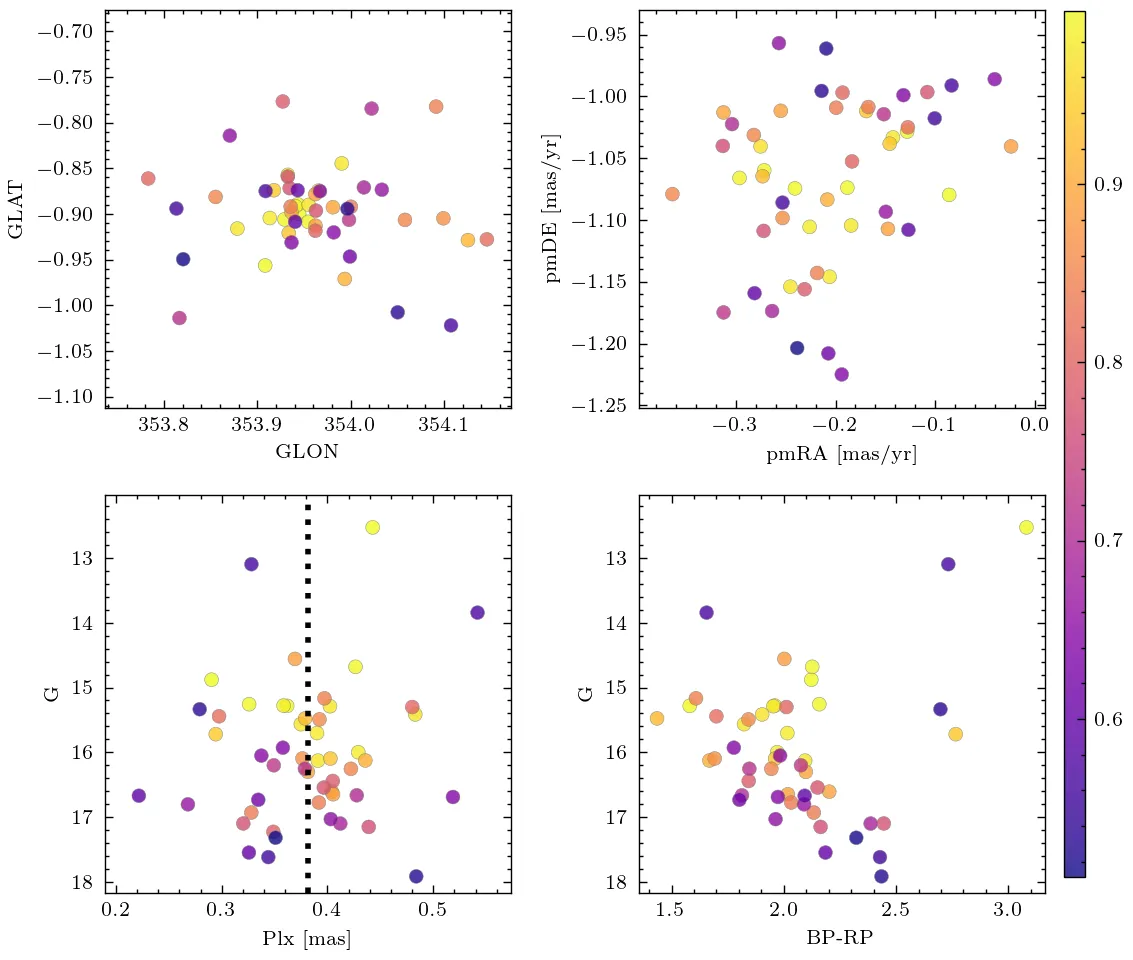 −0.70
−0.75
−0.80
−0.85
−0.90
−0.95
−1.00
−1.05
−1.10
GLAT
353.8 353.9 354.0 354.1
GLON
−0.95
−1.00
−1.05
−1.10
−1.15
−1.20
−1.25
pmDE [mas/yr]
−0.3 −0.2 −0.1 0.0
pmRA [mas/yr]
13
14
15
16
17
18
G
0.2 0.3 0.4 0.5
Plx [mas]
13
14
15
16
17
18
G
1.5 2.0 2.5 3.0
BP-RP
0.9
0.8
0.7
0.6